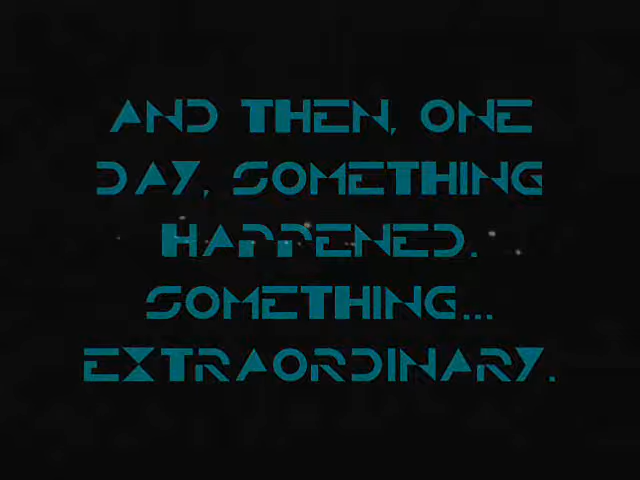 AND THEN, ONE
DAY, SOMETHING
HAPPENED.
SOMETHING...
EXTRAORDINARY.